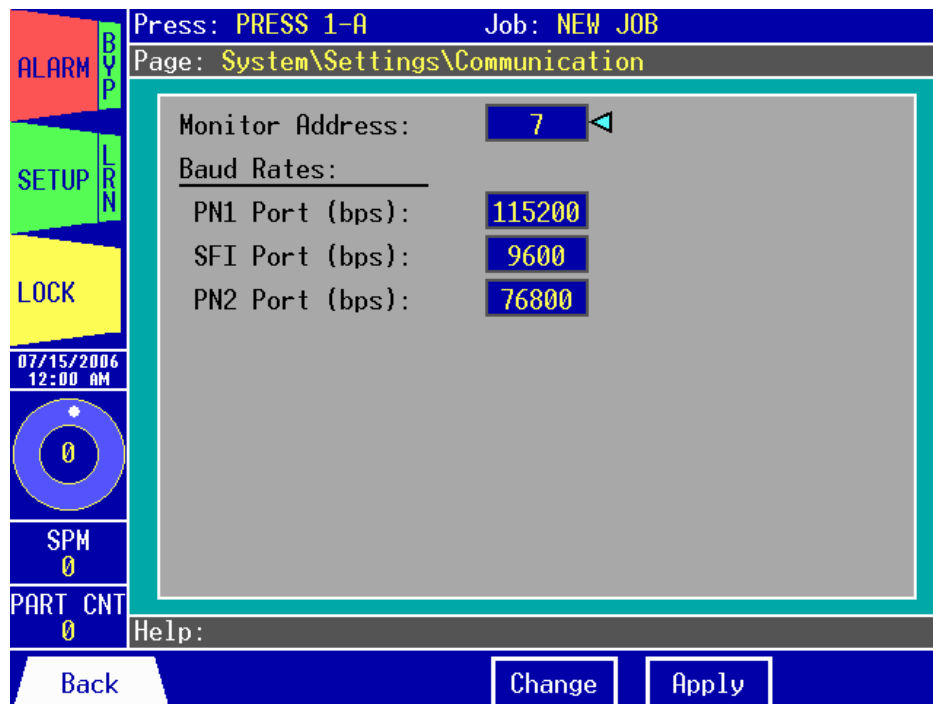 Press: PRESS 1-A Job: NEW JOB
Page: System\Settings\Communication
ALARM
BYP
SETUP
LRN
LOCK
07/15/2006
12:00 AM
0
SPM
0
PART CNT
0
Monitor Address: 7
Baud Rates:
PN1 Port (bps): 115200
SFI Port (bps): 9600
PN2 Port (bps): 76800
Help:
Back
Change
Apply